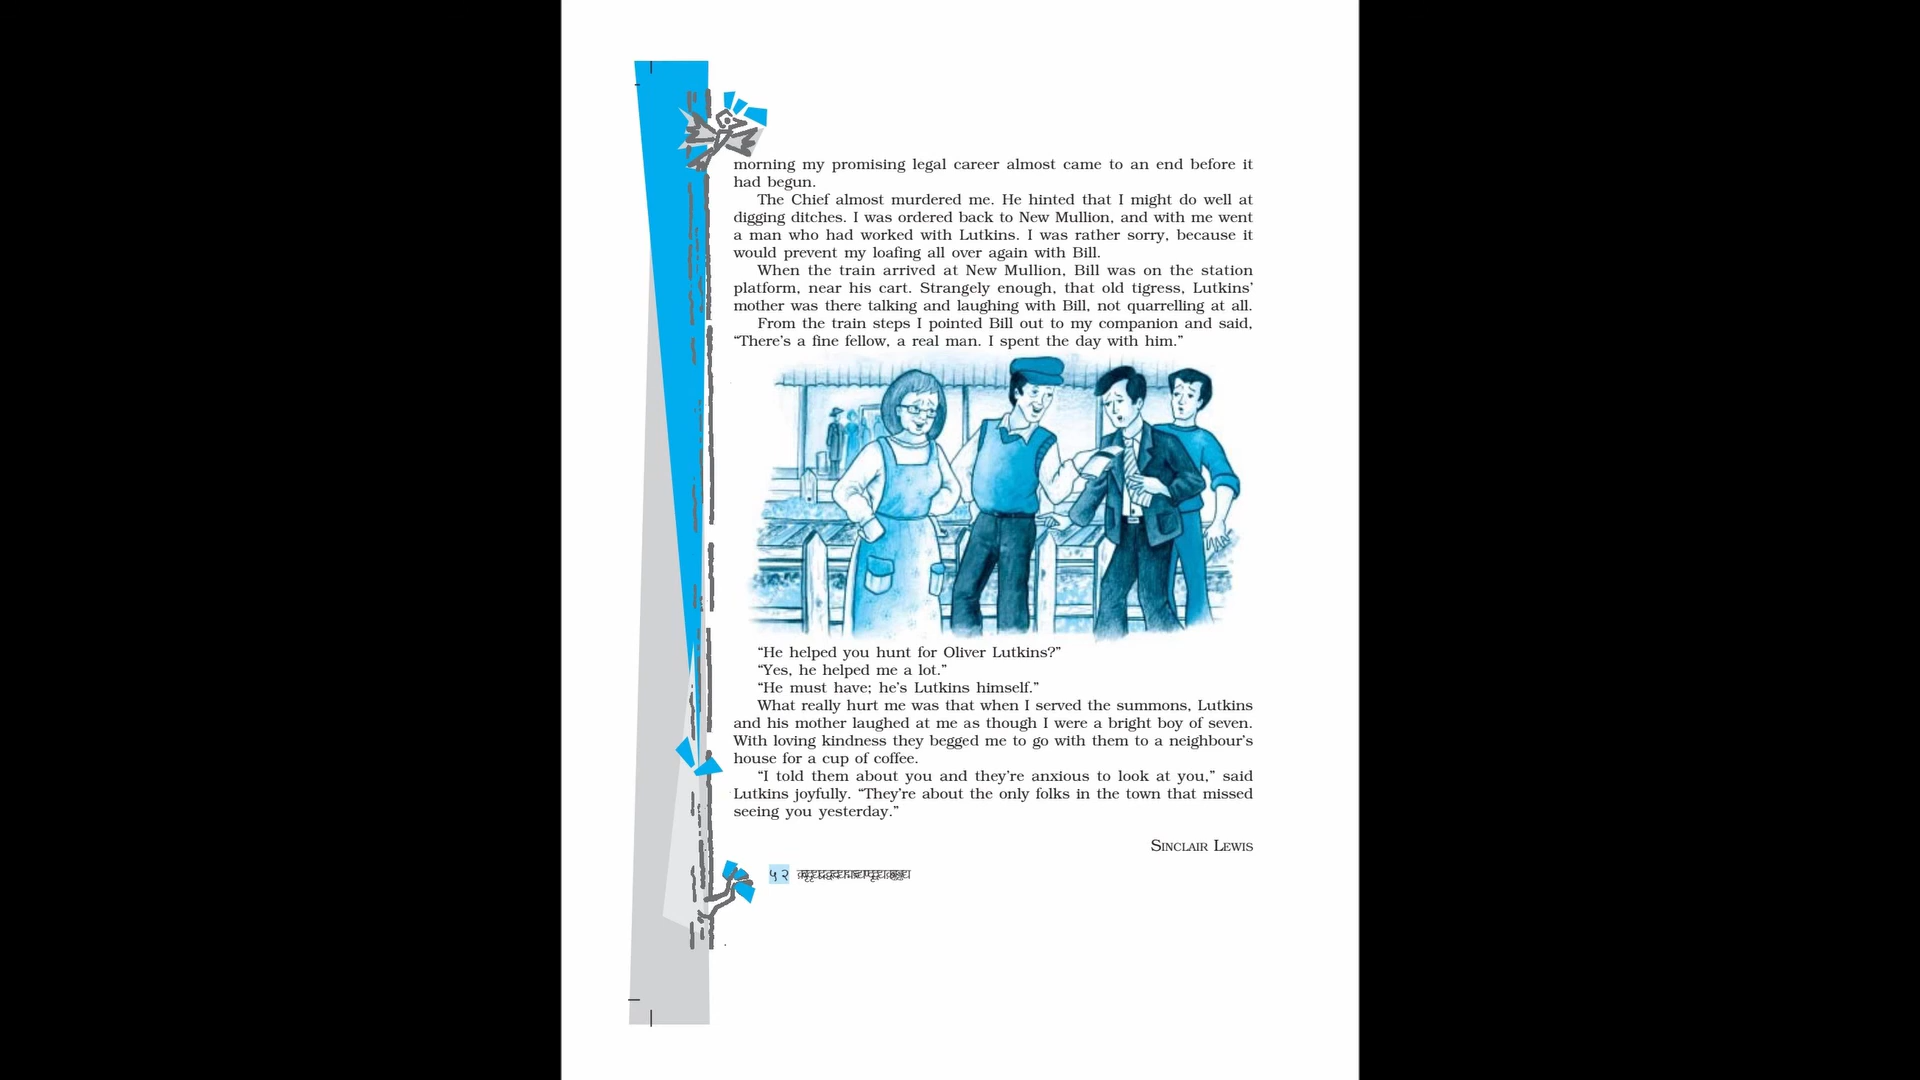 morning my promising legal career almost came to an end before it
had begun.
The Chief almost murdered me. He hinted that I might do well at
digging ditches. I was ordered back to New Mullion, and with me went
a man who had worked with Lutkins. I was rather sorry, because it
would prevent my loafing all over again with Bill.
When the train arrived at New Mullion, Bill was on the station
platform, near his cart. Strangely enough, that old tigress, Lutkins’
mother was there talking and laughing with Bill, not quarrelling at all.
From the train steps I pointed Bill out to my companion and said,
“There’s a fine fellow, a real man. I spent the day with him.”
“He helped you hunt for Oliver Lutkins?”
“Yes, he helped me a lot.”
“He must have; he’s Lutkins himself.”
What really hurt me was that when I served the summons, Lutkins
and his mother laughed at me as though I were a bright boy of seven.
With loving kindness they begged me to go with them to a neighbour’s
house for a cup of coffee.
“I told them about you and they’re anxious to look at you,” said
Lutkins joyfully. “They’re about the only folks in the town that missed
seeing you yesterday.”
SINCLAIR LEWIS
५२